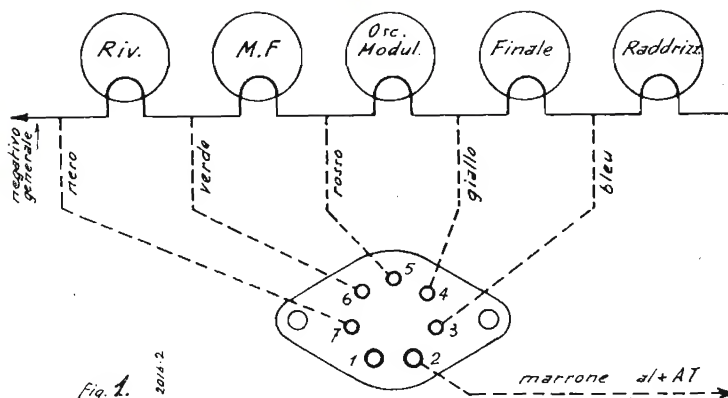 Riv.
M.F
Osc.
Modul.
Finale
Raddrizz.
negativo
generale
nero
verde
rosso
giallo
bleu
5
6
4
7
3
1
2
marrone al + AT
Fig. 1.
2016-2